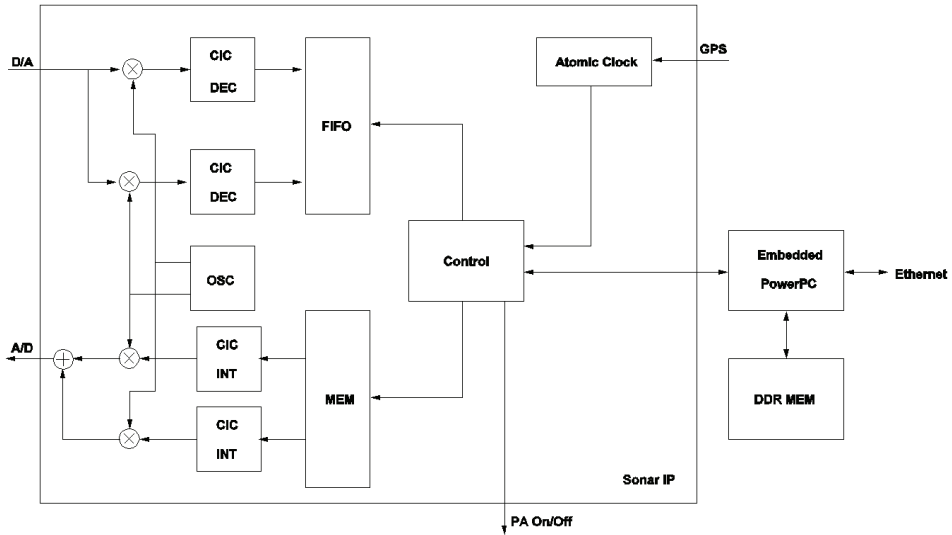 D/A
CIC
DEC
FIFO
Atomic Clock
GPS
CIC
DEC
OSC
Control
Embedded
PowerPC
Ethernet
A/D
CIC
INT
MEM
DDR MEM
CIC
INT
Sonar IP
PA On/Off